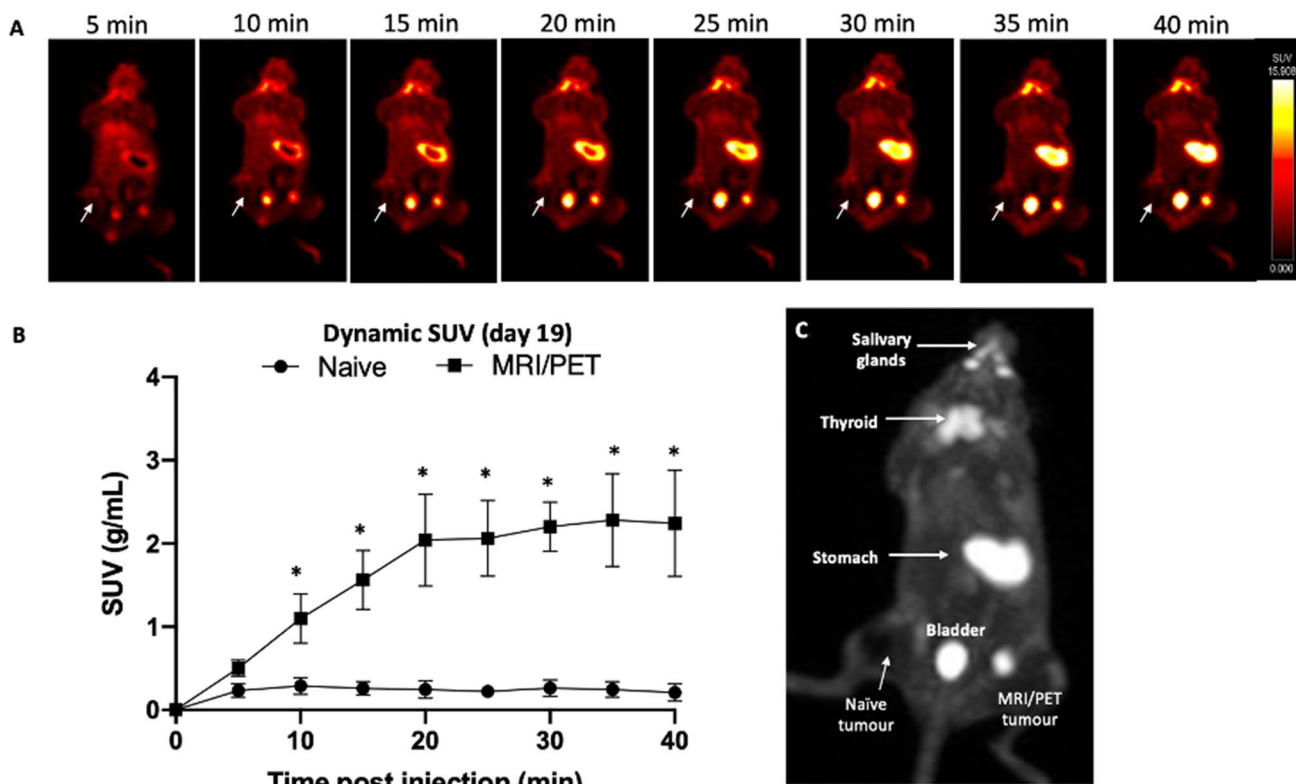 A
5 min 10 min 15 min 20 min 25 min 30 min 35 min 40 min
SUV
15.908
0.000
B
Dynamic SUV (day 19)
Naive MRI/PET
SUV (g/mL)
4
3
2
1
0
* * * * * * *
0 10 20 30 40
Time post injection (min)
C
Salivary
glands
Thyroid
Stomach
Bladder
Naïve
tumour
MRI/PET
tumour